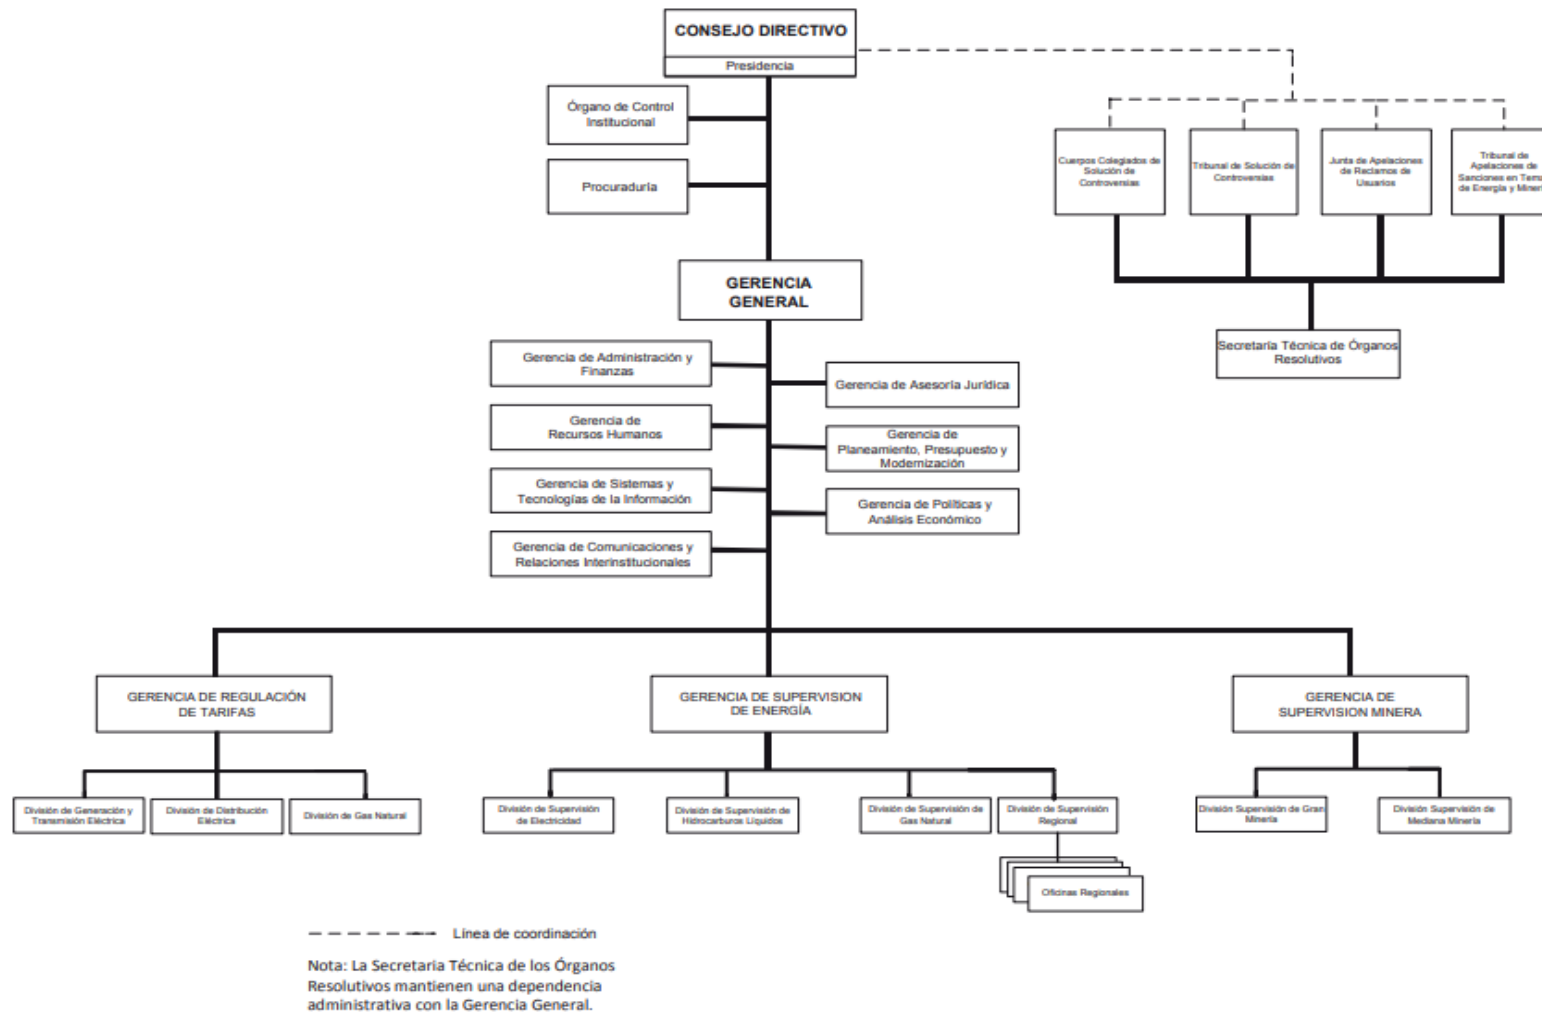 CONSEJO DIRECTIVO
Presidencia
Órgano de Control
Institucional
Procuraduría
Cuerpos Colegiados de
Solución de
Controversias
Tribunal de Solución de
Controversias
Junta de Apelaciones
de Reclamos de
Usuarios
Tribunal de
Apelaciones de
Sanciones en Tema
de Energía y Minerí
GERENCIA
GENERAL
Secretaría Técnica de Órganos
Resolutivos
Gerencia de Administración y
Finanzas
Gerencia de Asesoría Jurídica
Gerencia de
Recursos Humanos
Gerencia de
Planeamiento, Presupuesto y
Modernización
Gerencia de Sistemas y
Tecnologías de la Información
Gerencia de Políticas y
Análisis Económico
Gerencia de Comunicaciones y
Relaciones Interinstitucionales
GERENCIA DE REGULACIÓN
DE TARIFAS
GERENCIA DE SUPERVISION
DE ENERGÍA
GERENCIA DE
SUPERVISION MINERA
División de Generación y
Transmisión Eléctrica
División de Distribución
Eléctrica
División de Gas Natural
División de Supervisión
de Electricidad
División de Supervisión de
Hidrocarburos Líquidos
División de Supervisión de
Gas Natural
División de Supervisión
Regional
División Supervisión de Gran
Minería
División Supervisión de
Mediana Minería
Oficinas Regionales
Línea de coordinación
Nota: La Secretaria Técnica de los Órganos
Resolutivos mantienen una dependencia
administrativa con la Gerencia General.